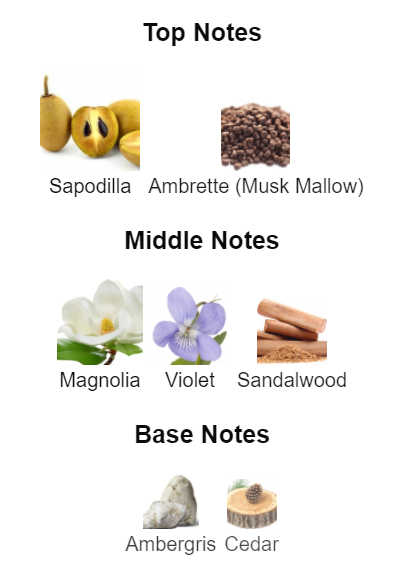 Top Notes
Sapodilla Ambrette (Musk Mallow)
Middle Notes
Magnolia Violet Sandalwood
Base Notes
Ambergris Cedar